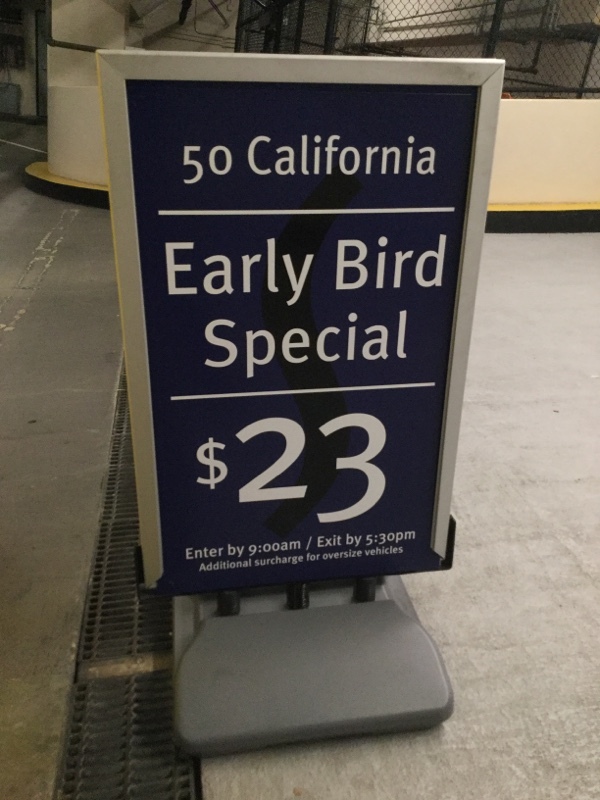 50 California
Early Bird
Special
$23
Enter by 9:00am / Exit by 5:30pm
Additional surcharge for oversize vehicles